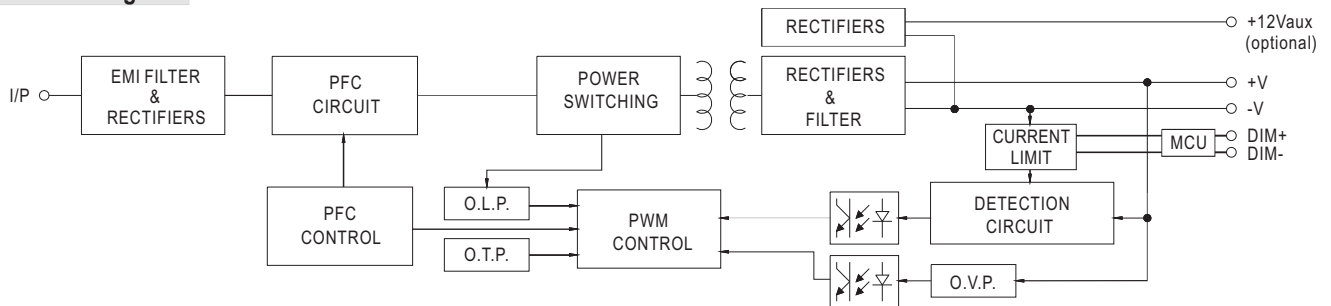 RECTIFIERS
+12Vaux
(optional)
I/P
EMI FILTER
&
RECTIFIERS
PFC
CIRCUIT
POWER
SWITCHING
RECTIFIERS
&
FILTER
+V
-V
CURRENT
LIMIT
MCU
DIM+
DIM-
PFC
CONTROL
O.L.P.
O.T.P.
PWM
CONTROL
DETECTION
CIRCUIT
O.V.P.